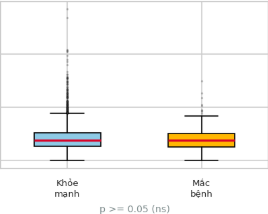 Khỏe
mạnh
Mắc
bệnh
p >= 0.05 (ns)